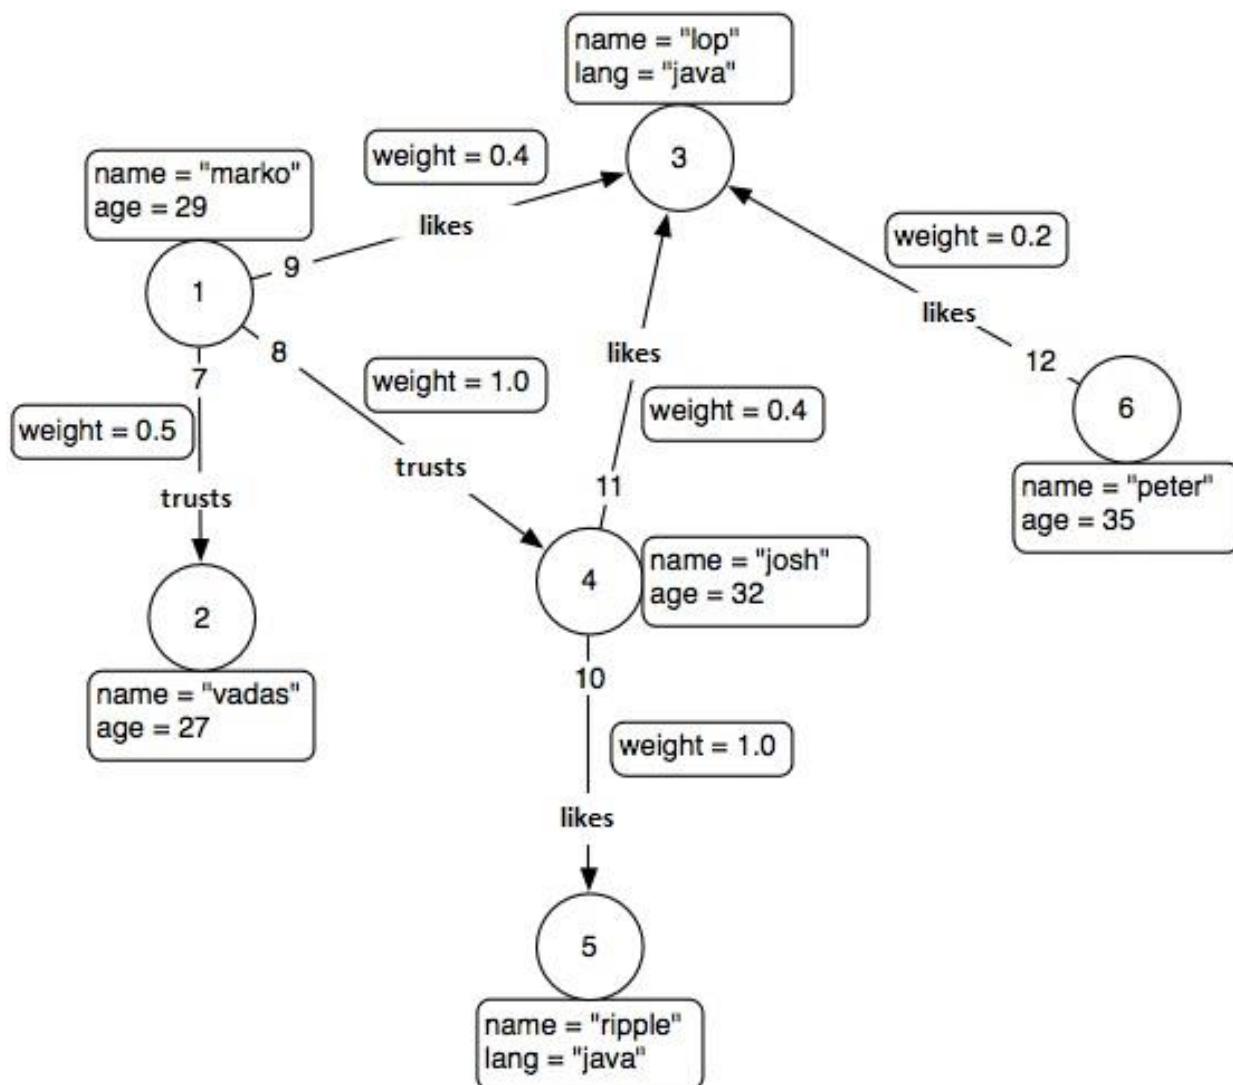 name = "lop"
lang = "java"
3
weight = 0.4
name = "marko"
age = 29
likes
9
1
weight = 0.2
likes
12
8
7
likes
weight = 1.0
weight = 0.4
6
weight = 0.5
trusts
trusts
11
name = "peter"
age = 35
4
name = "josh"
age = 32
2
name = "vadas"
age = 27
10
weight = 1.0
likes
5
name = "ripple"
lang = "java"